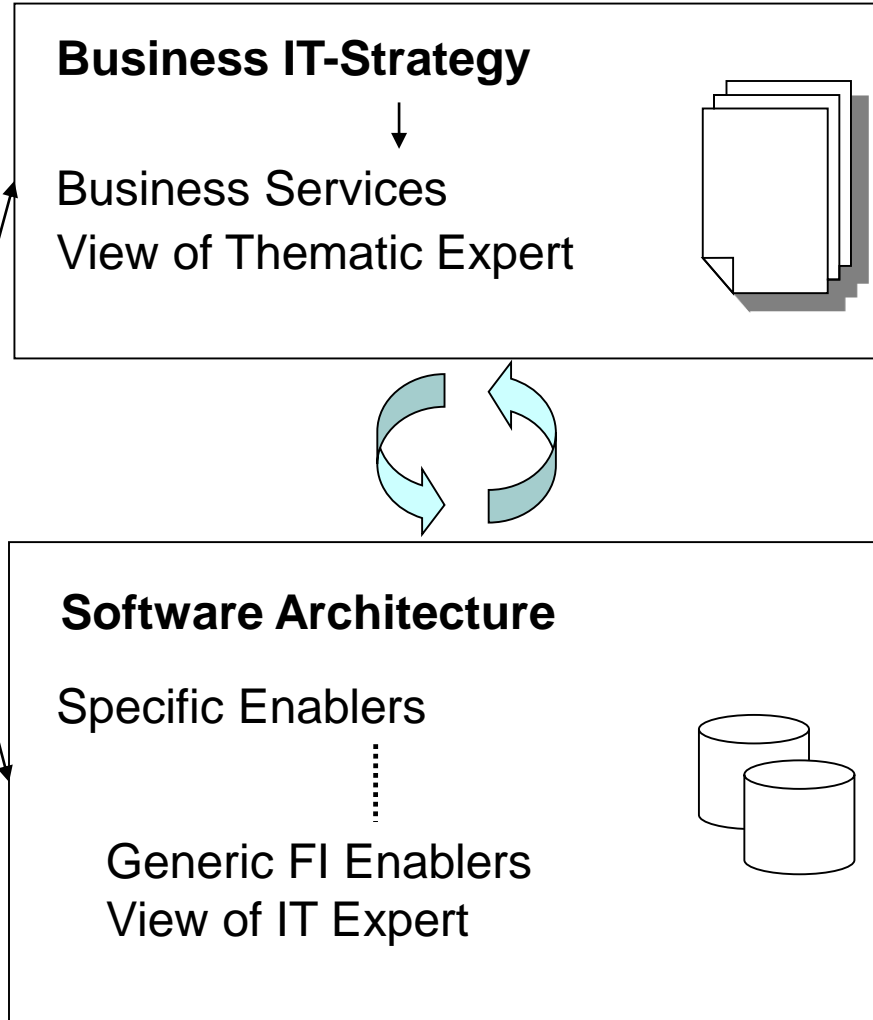 Business IT-Strategy
Business Services
View of Thematic Expert
Software Architecture
Specific Enablers
Generic FI Enablers
View of IT Expert